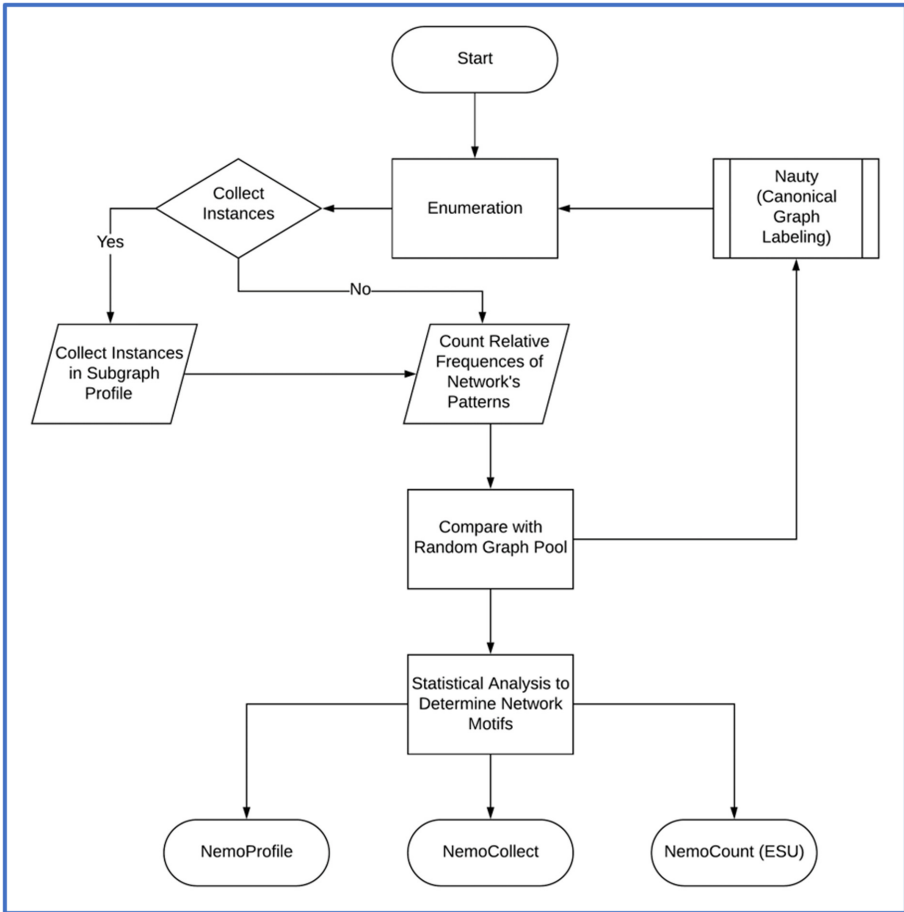 Start
Collect
Instances
Enumeration
Nauty
(Canonical
Graph
Labeling)
Yes
No
Collect Instances
in Subgraph
Profile
Count Relative
Frequences of
Network's
Patterns
Compare with
Random Graph Pool
Statistical Analysis to
Determine Network
Motifs
NemoProfile
NemoCollect
NemoCount (ESU)